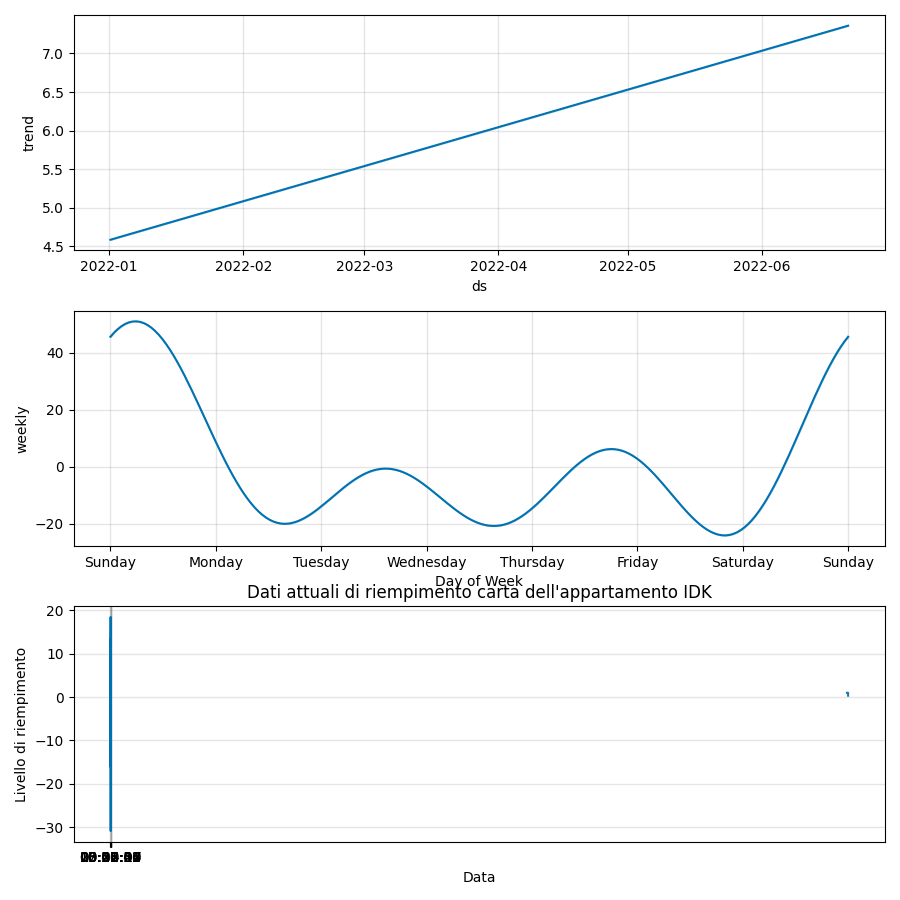 7.0
6.5
6.0
5.5
5.0
4.5
trend
2022-01 2022-02 2022-03 2022-04 2022-05 2022-06
ds
40
20
0
−20
weekly
Sunday Monday Tuesday Wednesday Thursday Friday Saturday Sunday
Day of Week
Dati attuali di riempimento carta dell'appartamento IDK
20
10
0
−10
−20
−30
Livello di riempimento
Data